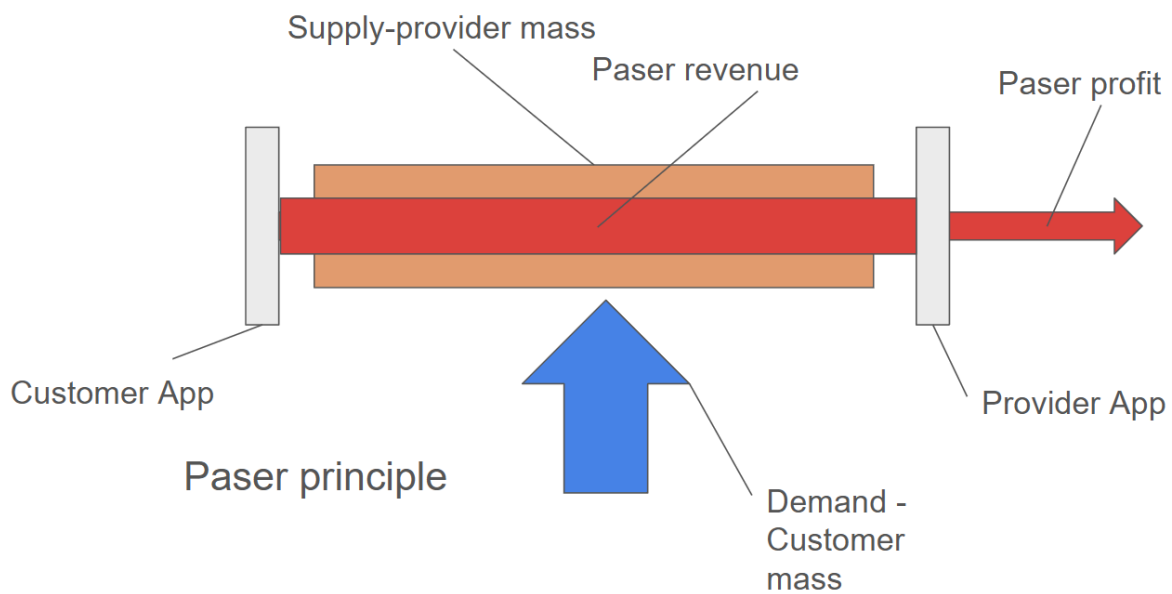 Supply-provider mass
Paser revenue
Paser profit
Customer App
Provider App
Paser principle
Demand -
Customer
mass